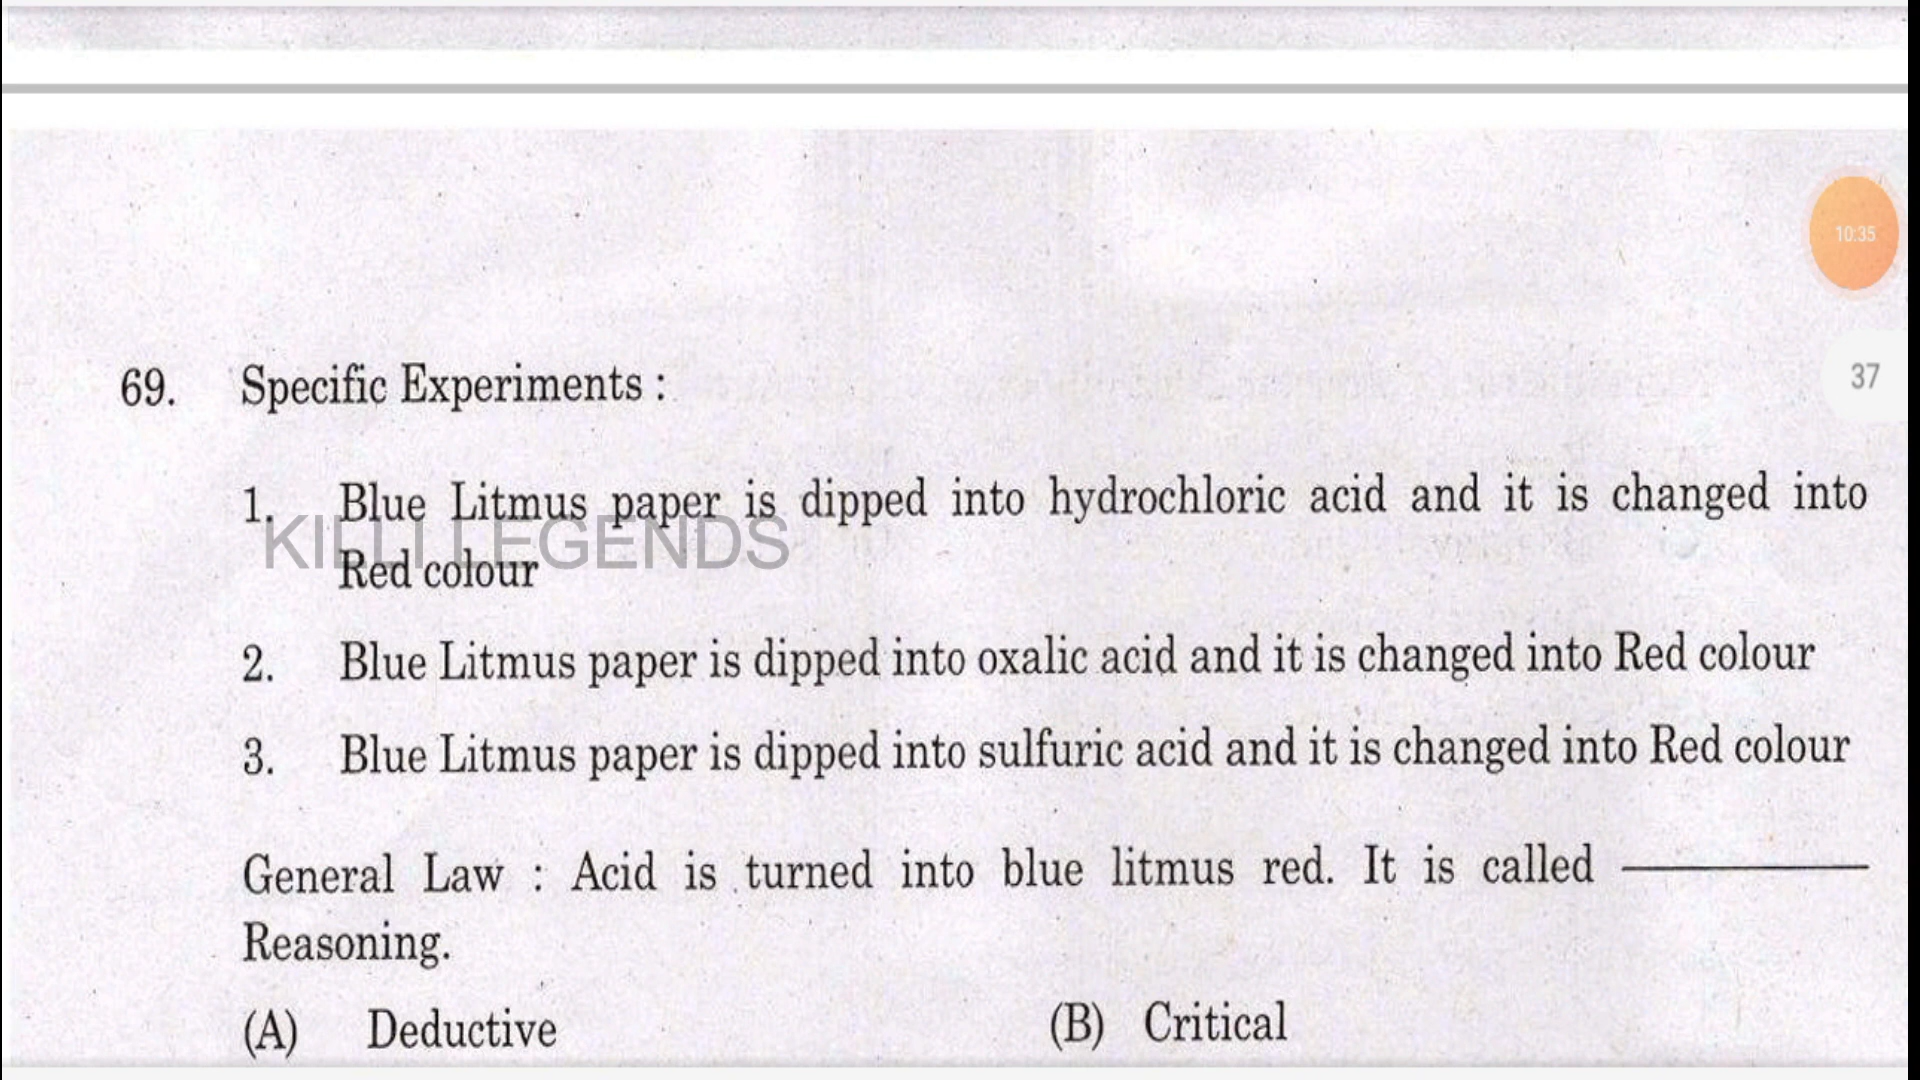 10:35
37
69. Specific Experiments :
1. Blue Litmus paper is dipped into hydrochloric acid and it is changed into
KILLI LEGENDS
Red colour
2. Blue Litmus paper is dipped into oxalic acid and it is changed into Red colour
3. Blue Litmus paper is dipped into sulfuric acid and it is changed into Red colour
General Law : Acid is turned into blue litmus red. It is called
Reasoning.
(A) Deductive (B) Critical